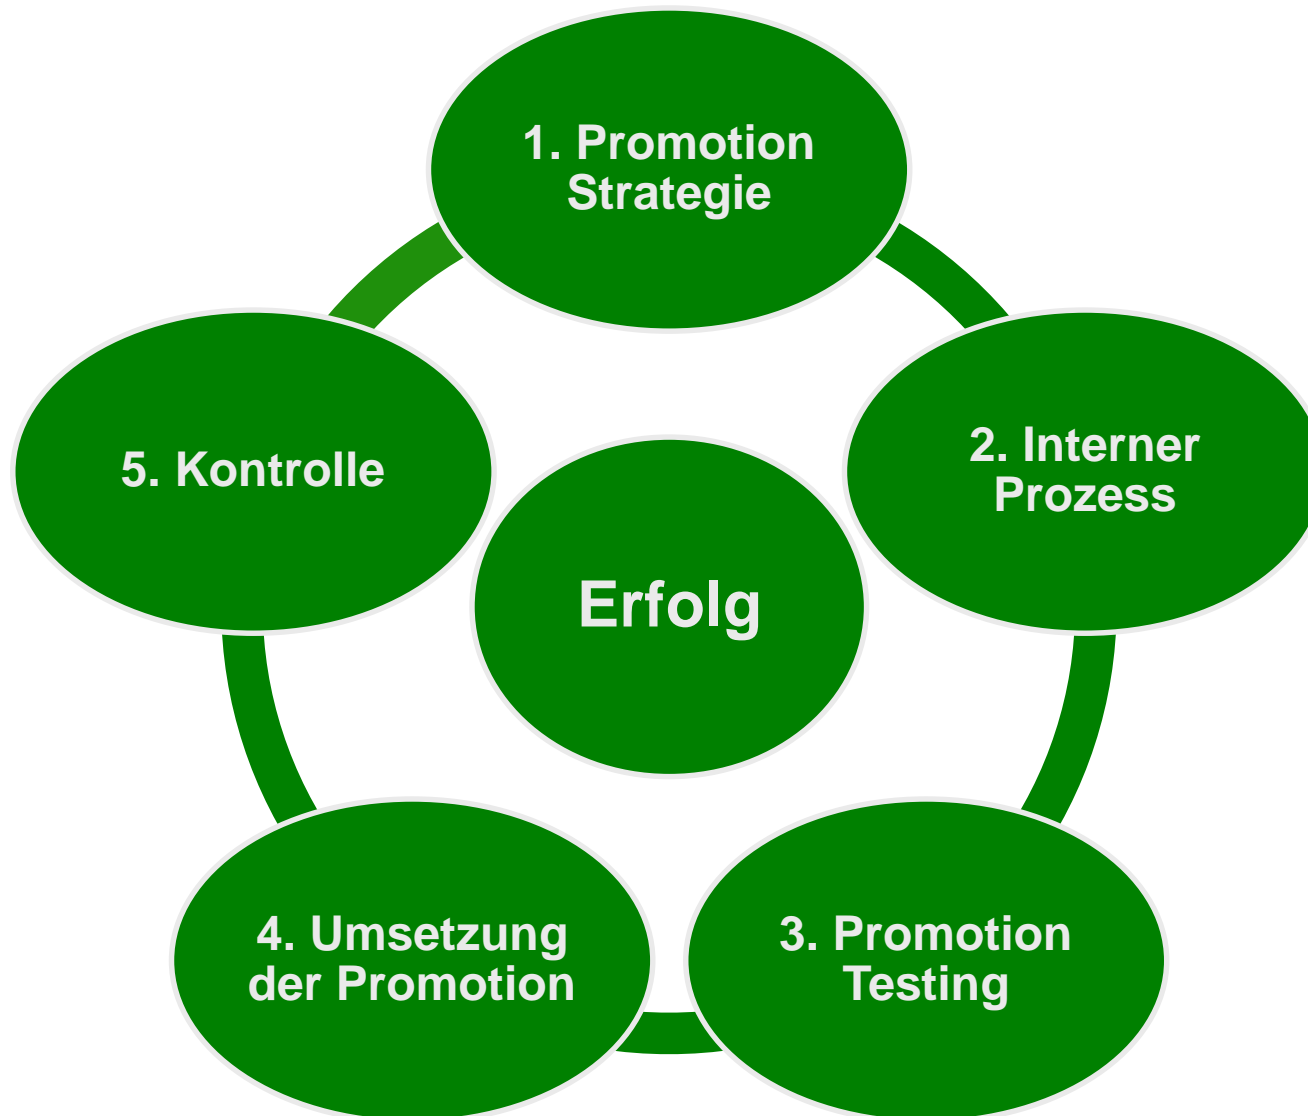 1. Promotion
Strategie
2. Interner
Prozess
3. Promotion
Testing
4. Umsetzung
der Promotion
5. Kontrolle
Erfolg